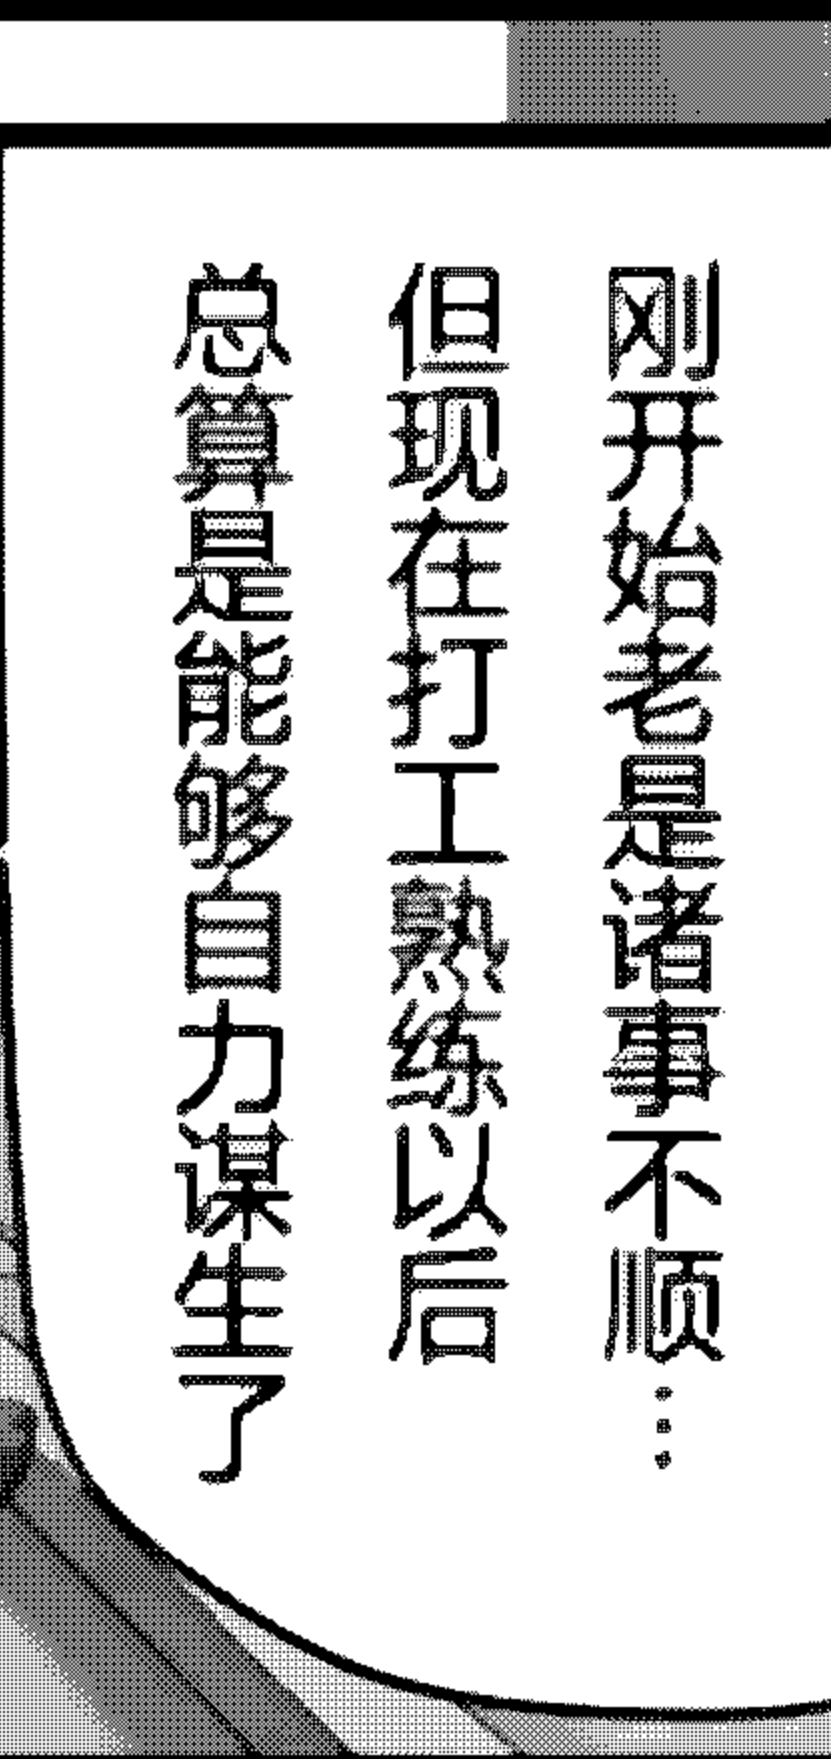 刚开始老是诸事不顺…
但现在打工熟练以后
总算是能够自力谋生了